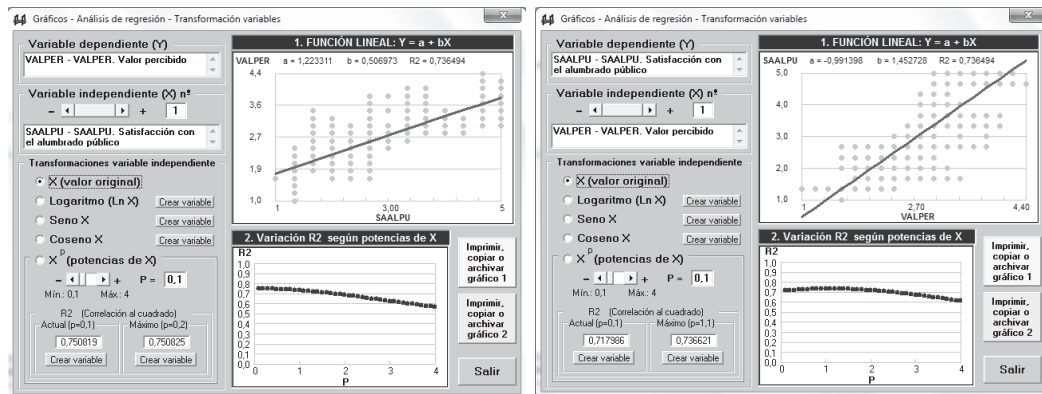 Gráficos - Análisis de regresión - Transformación variables
Variable dependiente (Y)
VALPER - VALPER. Valor percibido
Variable independiente (X) nº
- + 1
SAALPU - SAALPU. Satisfacción con
el alumbrado público
Transformaciones variable independiente
X (valor original)
Logaritmo (Ln X) Crear variable
Seno X Crear variable
Coseno X Crear variable
X P (potencias de X)
- + P = 0,1
Mín.: 0,1 Máx.: 4
R2 (Correlación al cuadrado)
Actual (p=0,1) Máximo (p=0,2)
0,750819 0,750825
Crear variable Crear variable
1. FUNCIÓN LINEAL: Y = a + bX
VALPER a = 1,223311 b = 0,506973 R2 = 0,736494
4,4
3,6
2,7
1,9
1,0
1 3,00 5
SAALPU
2. Variación R2 según potencias de X
R2
1,0
0,9
0,8
0,7
0,6
0,5
0,4
0,3
0,2
0,1
0,0
0 1 2 3 4
P
Imprimir,
copiar o
archivar
gráfico 1
Imprimir,
copiar o
archivar
gráfico 2
Salir
Gráficos - Análisis de regresión - Transformación variables
Variable dependiente (Y)
SAALPU - SAALPU. Satisfacción con
el alumbrado público
Variable independiente (X) nº
- + 1
VALPER - VALPER. Valor percibido
Transformaciones variable independiente
X (valor original)
Logaritmo (Ln X) Crear variable
Seno X Crear variable
Coseno X Crear variable
X P (potencias de X)
- + P = 0,1
Mín.: 0,1 Máx.: 4
R2 (Correlación al cuadrado)
Actual (p=0,1) Máximo (p=1,1)
0,717986 0,736621
Crear variable Crear variable
1. FUNCIÓN LINEAL: Y = a + bX
SAALPU a = -0,991398 b = 1,452728 R2 = 0,736494
5,0
4,0
3,0
2,0
1,0
1 2,70 4,40
VALPER
2. Variación R2 según potencias de X
R2
1,0
0,9
0,8
0,7
0,6
0,5
0,4
0,3
0,2
0,1
0,0
0 1 2 3 4
P
Imprimir,
copiar o
archivar
gráfico 1
Imprimir,
copiar o
archivar
gráfico 2
Salir